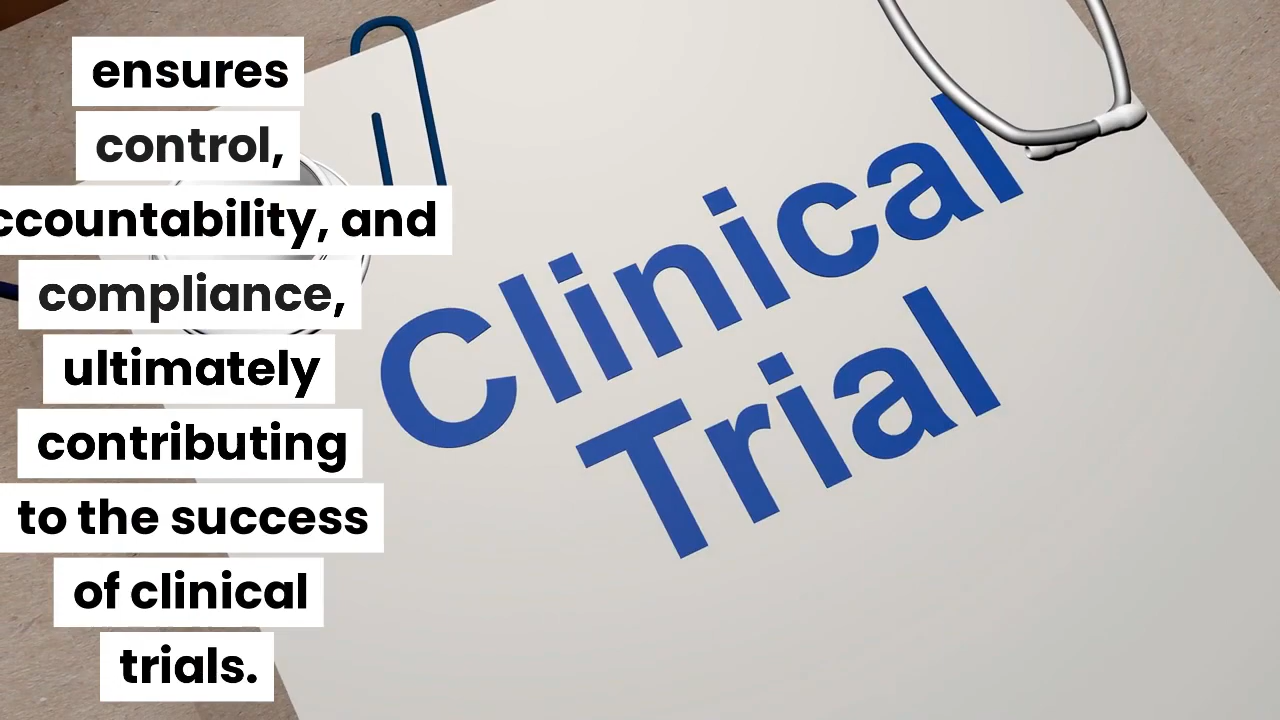 ensures
control,
ccountability, and
compliance,
ultimately
contributing
to the success
of clinical
trials.
Clinical
Trial